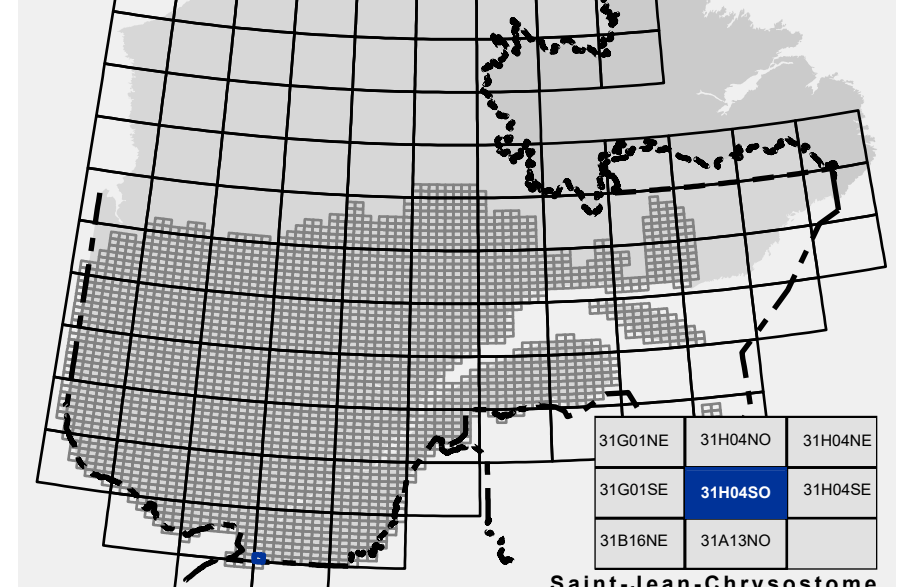 31G01NE 31H04NO 31H04NE
31G01SE 31H04SO 31H04SE
31B16NE 31A13NO
Saint-Jean-Chrysostome